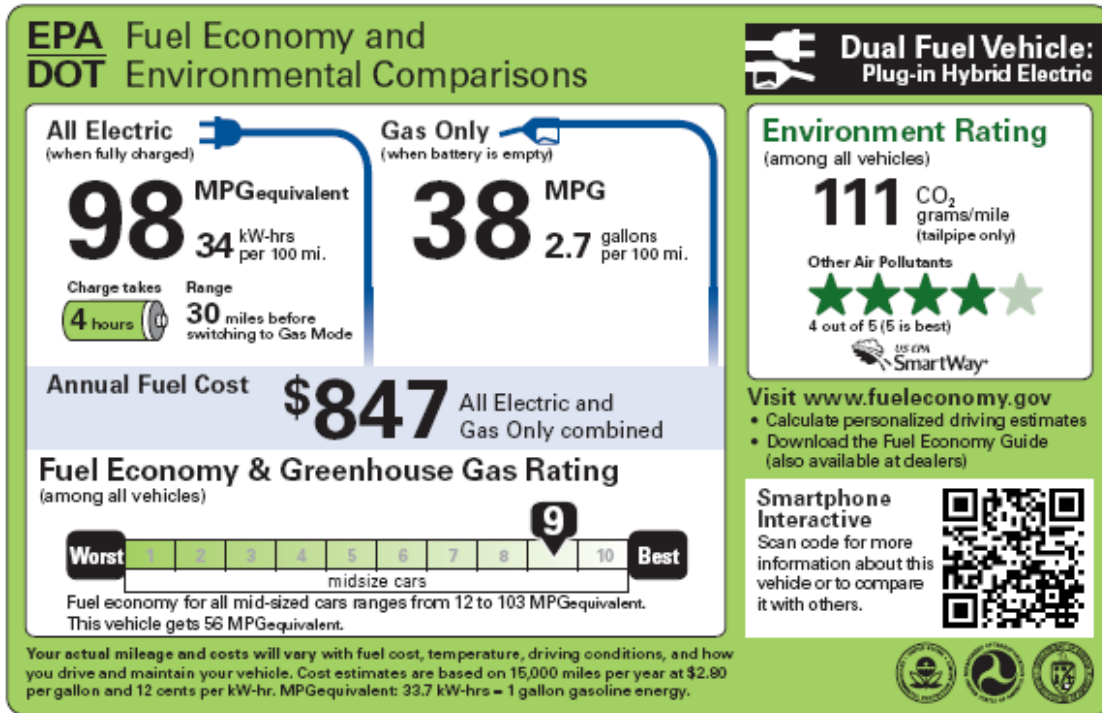 EPA
DOT
Fuel Economy and
Environmental Comparisons
Dual Fuel Vehicle:
Plug-in Hybrid Electric
All Electric
(when fully charged)
98
MPGequivalent
34 kW-hrs
per 100 mi.
Charge takes
4 hours
Range
30 miles before
switching to Gas Mode
Gas Only
(when battery is empty)
38
MPG
2.7 gallons
per 100 mi.
Annual Fuel Cost
$847
All Electric and
Gas Only combined
Fuel Economy & Greenhouse Gas Rating
(among all vehicles)
9
Worst 1 2 3 4 5 6 7 8 10 Best
midsize cars
Fuel economy for all mid-sized cars ranges from 12 to 103 MPGequivalent.
This vehicle gets 56 MPGequivalent.
Environment Rating
(among all vehicles)
111
CO2
grams/mile
(tailpipe only)
Other Air Pollutants
4 out of 5 (5 is best)
US EPA
SmartWay
Visit www.fueleconomy.gov
• Calculate personalized driving estimates
• Download the Fuel Economy Guide
(also available at dealers)
Smartphone
Interactive
Scan code for more
information about this
vehicle or to compare
it with others.
Your actual mileage and costs will vary with fuel cost, temperature, driving conditions, and how
you drive and maintain your vehicle. Cost estimates are based on 15,000 miles per year at $2.80
per gallon and 12 cents per kW-hr. MPGequivalent: 33.7 kW-hrs = 1 gallon gasoline energy.